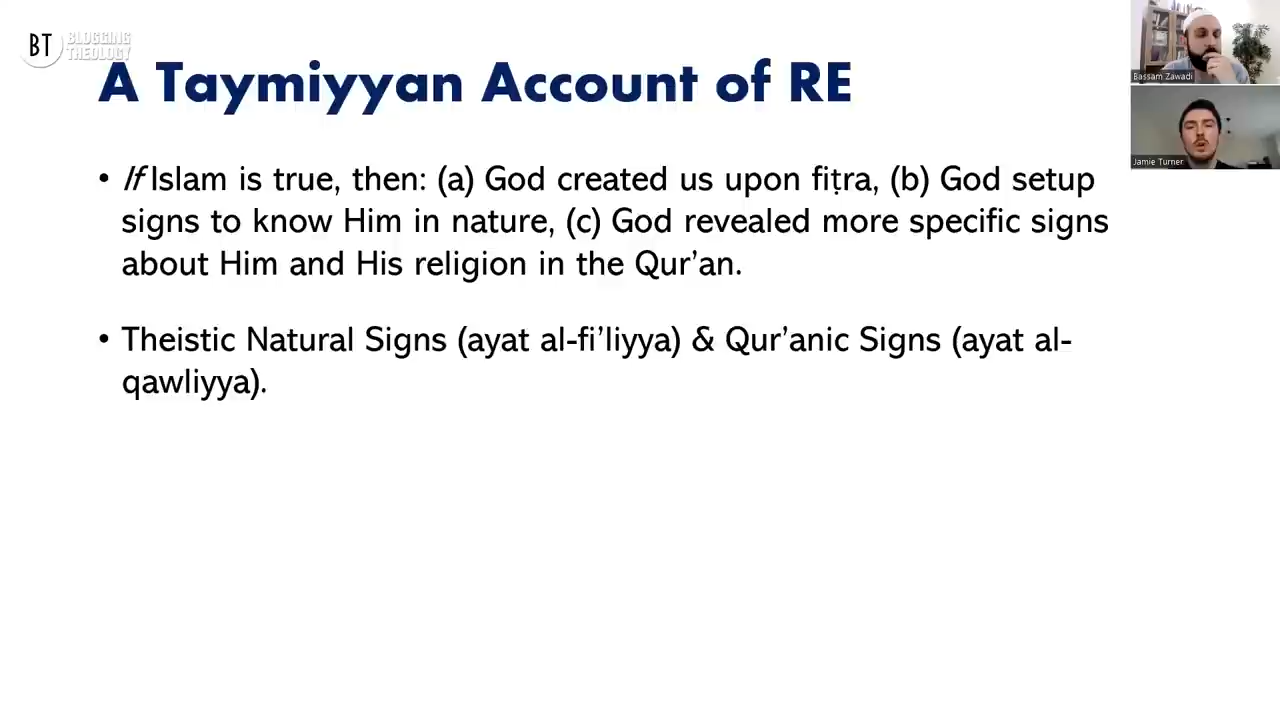 BT BLOGGING
THEOLOGY
A Taymiyyan Account of RE
Bassam Zawadi
Jamie Turner
• If Islam is true, then: (a) God created us upon fiṭra, (b) God setup
signs to know Him in nature, (c) God revealed more specific signs
about Him and His religion in the Qur’an.
• Theistic Natural Signs (ayat al-fi’liyya) & Qur’anic Signs (ayat al-
qawliyya).